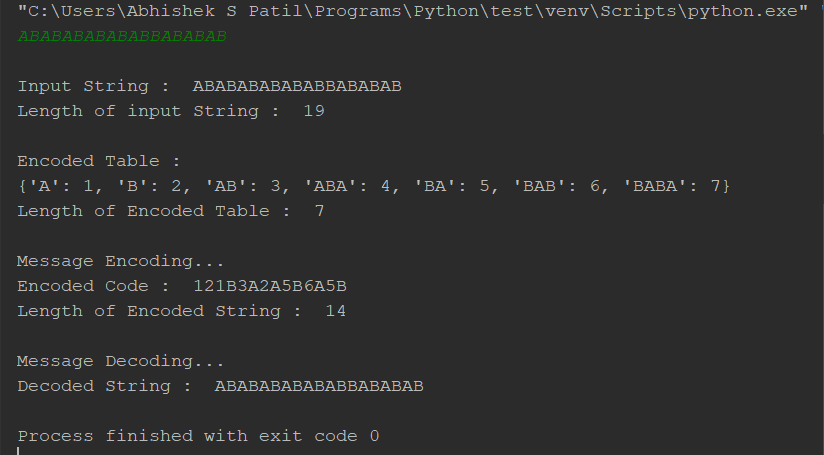 "C:\Users\Abhishek S Patil\Programs\Python\test\venv\Scripts\python.exe"
ABABABABABABBABABAB
Input String :  ABABABABABABBABABAB
Length of input String :  19
Encoded Table :
{'A': 1, 'B': 2, 'AB': 3, 'ABA': 4, 'BA': 5, 'BAB': 6, 'BABA': 7}
Length of Encoded Table :  7
Message Encoding...
Encoded Code :  121B3A2A5B6A5B
Length of Encoded String :  14
Message Decoding...
Decoded String :  ABABABABABABBABABAB
Process finished with exit code 0